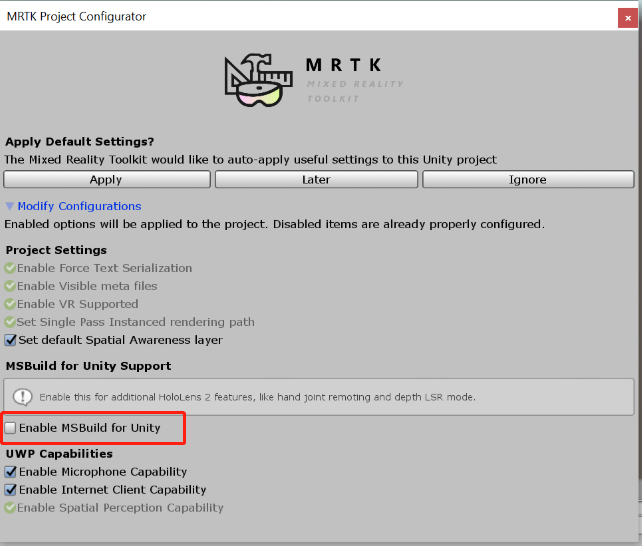 MRTK Project Configurator
MRTK
MIXED REALITY
TOOLKIT
Apply Default Settings?
The Mixed Reality Toolkit would like to auto-apply useful settings to this Unity project
Apply
Later
Ignore
Modify Configurations
Enabled options will be applied to the project. Disabled items are already properly configured.
Project Settings
Enable Force Text Serialization
Enable Visible meta files
Enable VR Supported
Set Single Pass Instanced rendering path
Set default Spatial Awareness layer
MSBuild for Unity Support
Enable this for additional HoloLens 2 features, like hand joint remoting and depth LSR mode.
Enable MSBuild for Unity
UWP Capabilities
Enable Microphone Capability
Enable Internet Client Capability
Enable Spatial Perception Capability